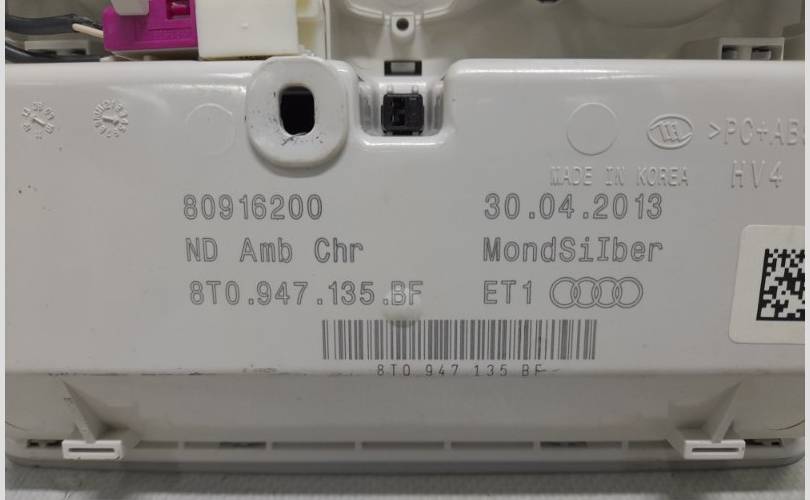 >PC+ABS
MADE IN KOREA HV4
80916200 30.04.2013
ND Amb Chr MondSilber
8T0.947.135.BF ET1
8T0 947 135 BF